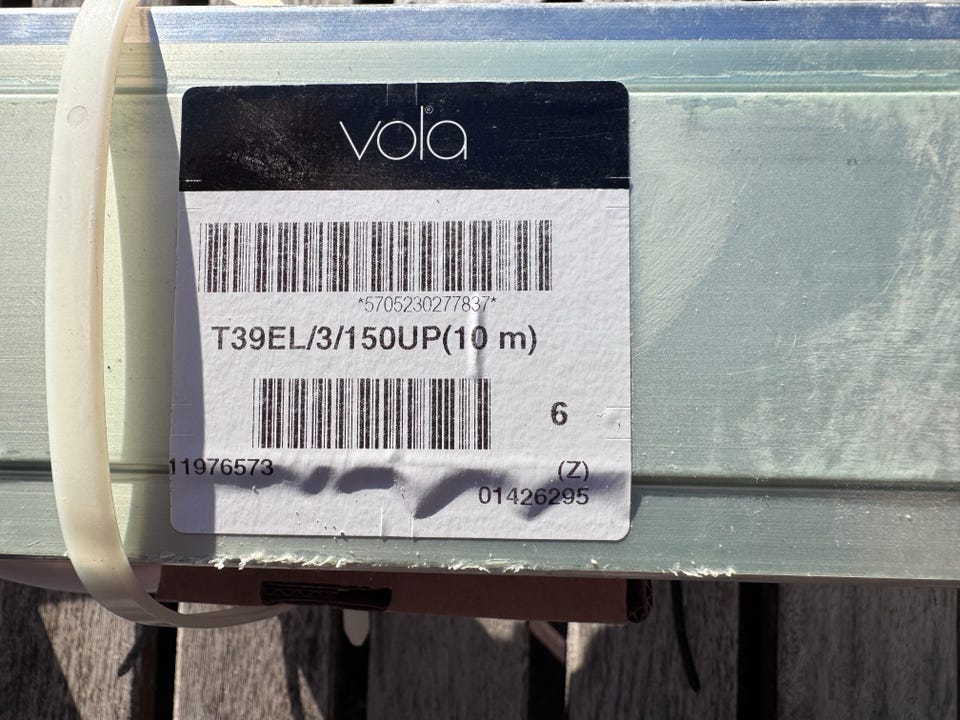 vola®
*5705230277837*
T39EL/3/150UP(10 m)
6
11976573
(Z)
01426295